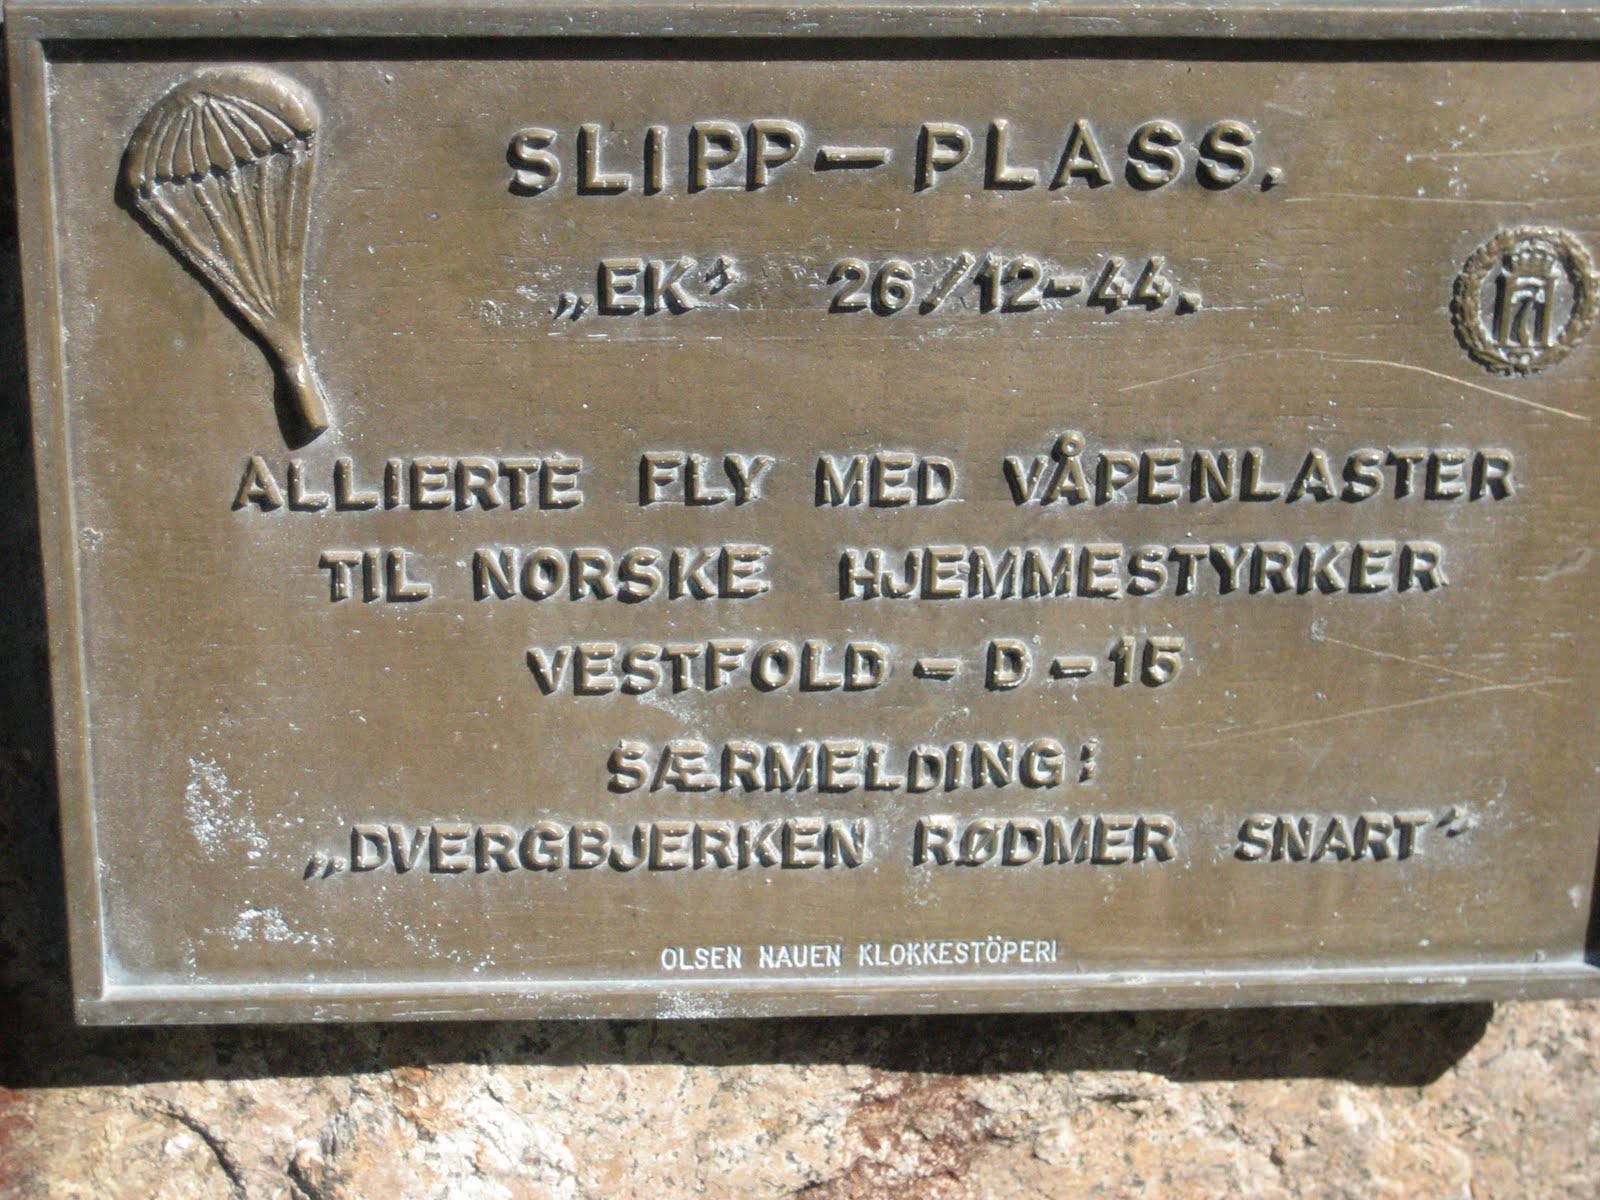 SLIPP-PLASS.
„EK" 26/12-44.
H7
ALLIERTE FLY MED VÅPENLASTER
TIL NORSKE HJEMMESTYRKER
VESTFOLD - D - 15
SÆRMELDING:
„DVERGBJERKEN RØDMER SNART"
OLSEN NAUEN KLOKKESTÖPERI